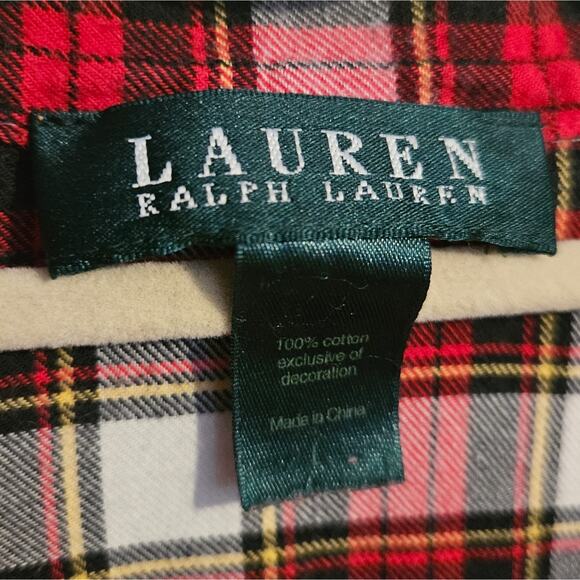 LAUREN
RALPH LAUREN
100% cotton
exclusive of
decoration
Made in China